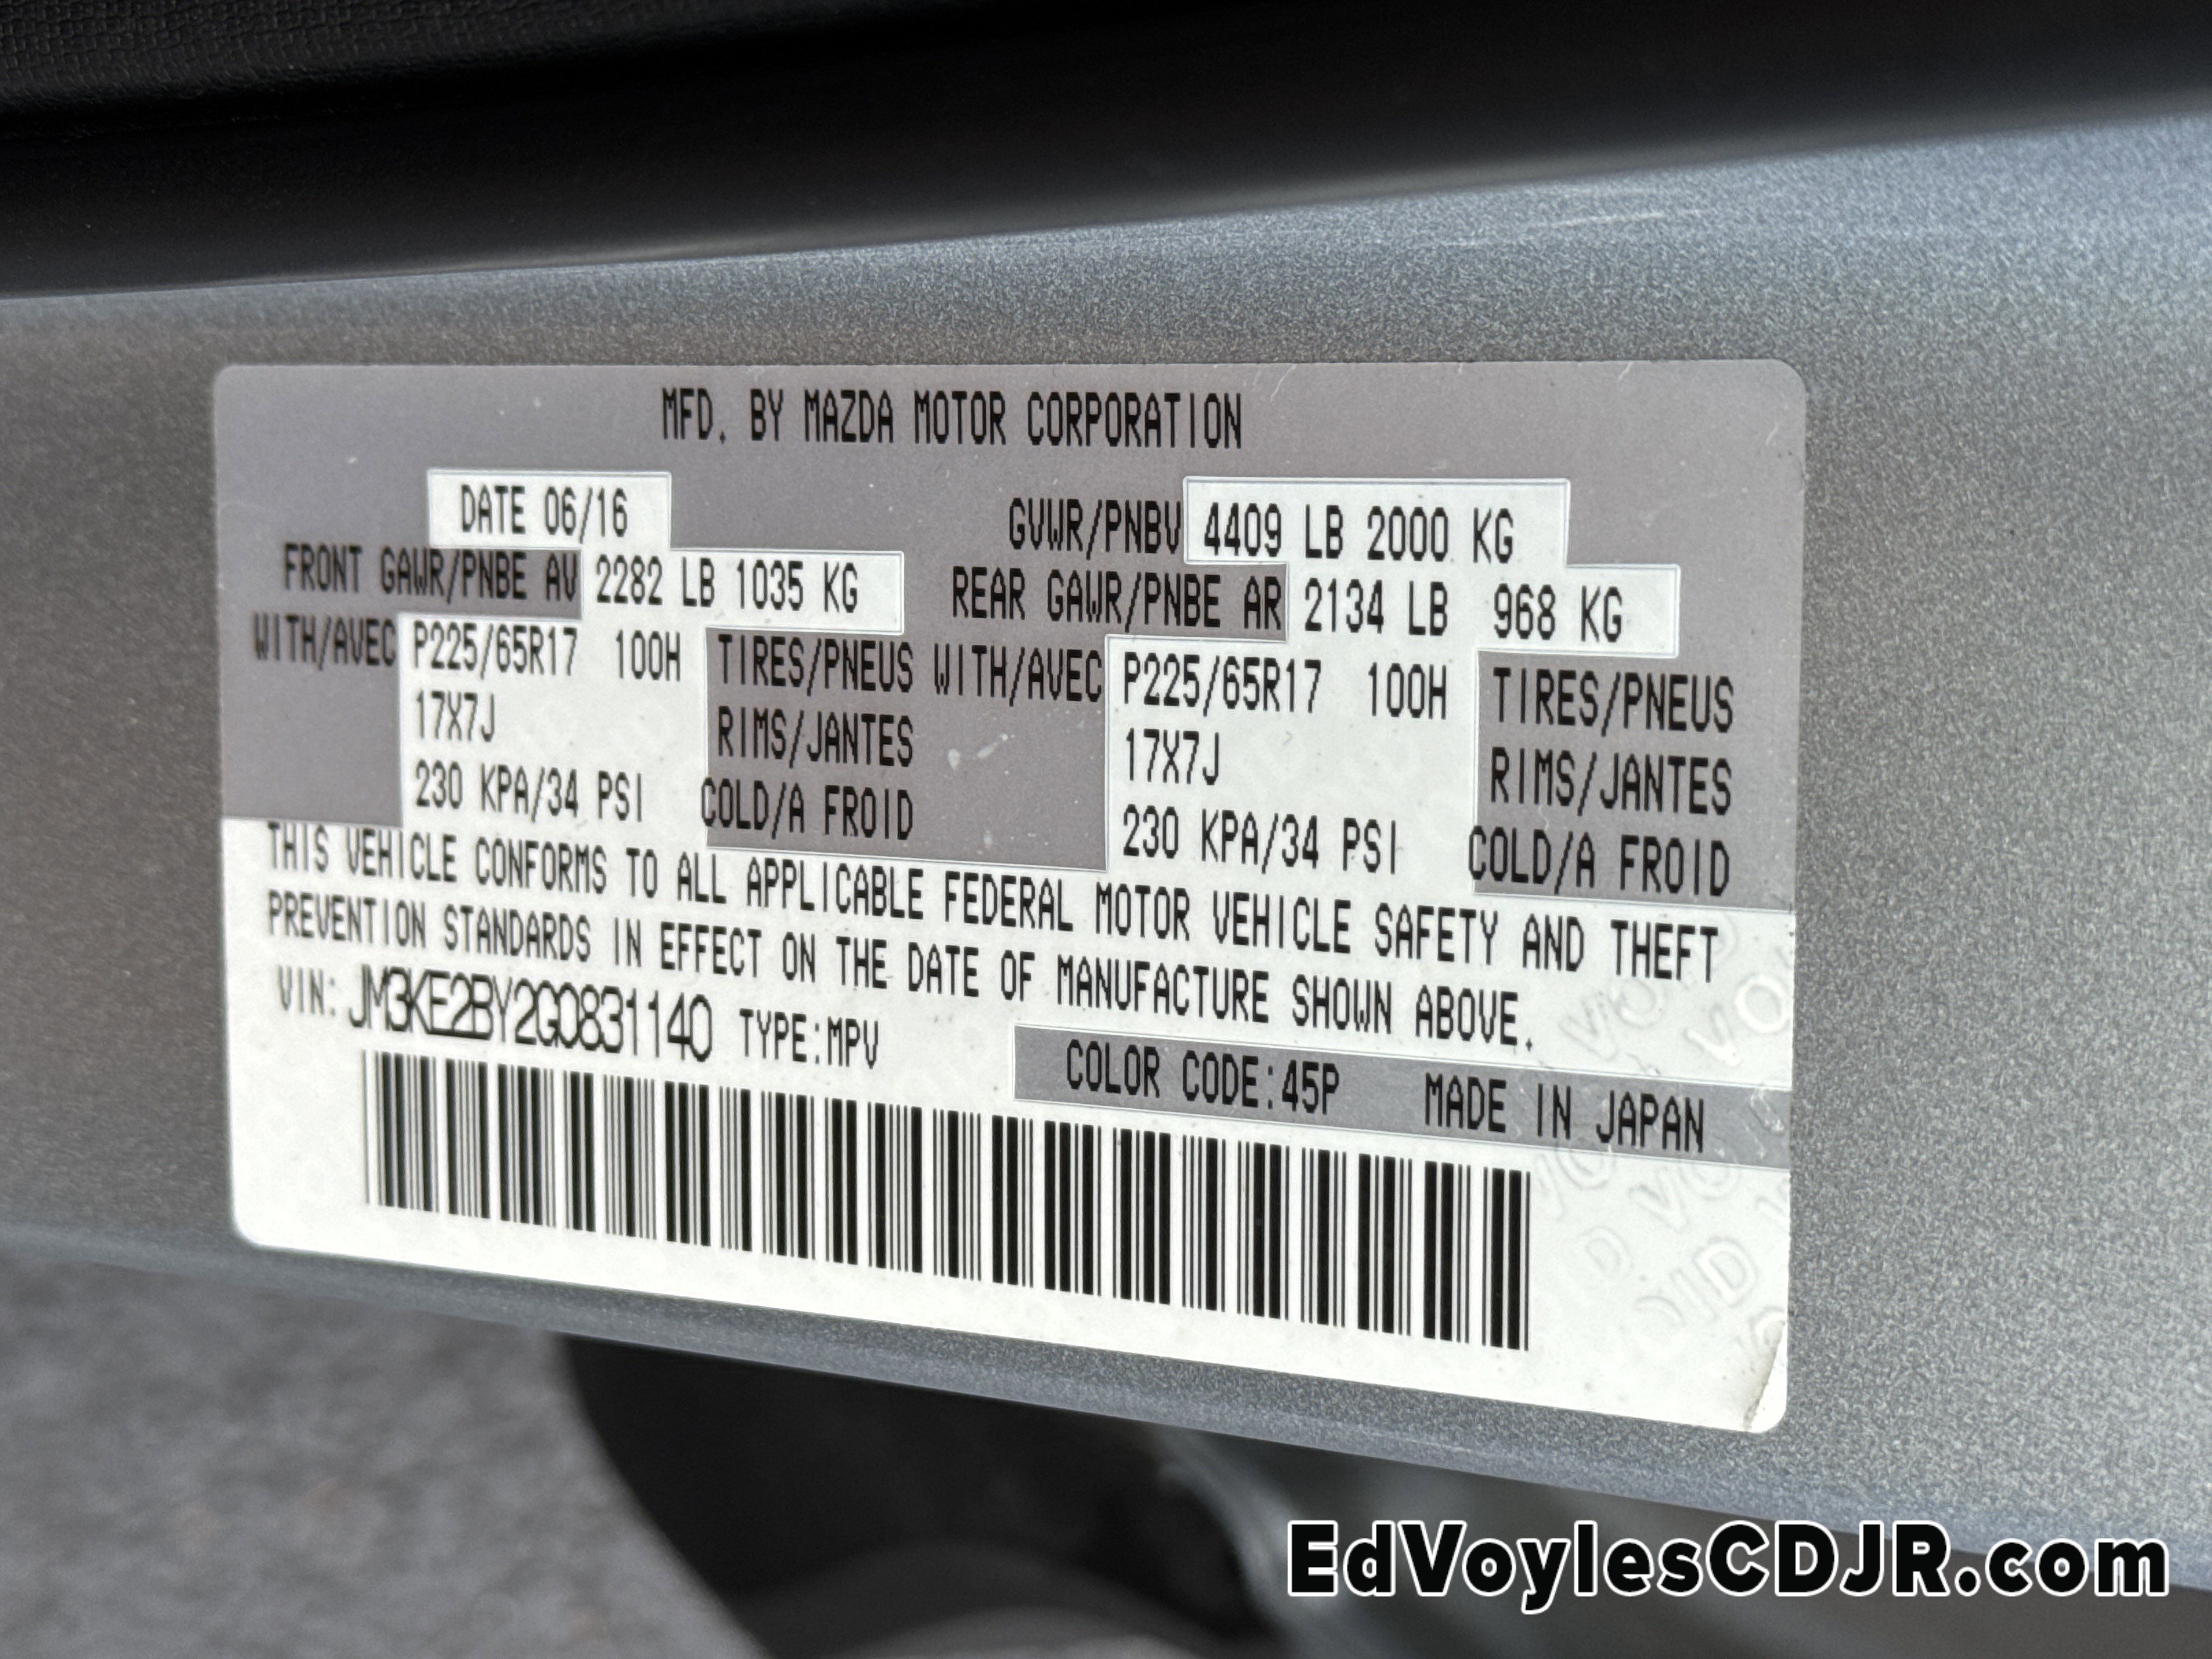 MFD. BY MAZDA MOTOR CORPORATION
DATE 06/16 GVWR/PNBV 4409 LB 2000 KG
FRONT GAWR/PNBE AV 2282 LB 1035 KG REAR GAWR/PNBE AR 2134 LB 968 KG
WITH/AVEC P225/65R17 100H TIRES/PNEUS WITH/AVEC P225/65R17 100H TIRES/PNEUS
17X7J RIMS/JANTES 17X7J RIMS/JANTES
230 KPA/34 PSI COLD/A FROID 230 KPA/34 PSI COLD/A FROID
THIS VEHICLE CONFORMS TO ALL APPLICABLE FEDERAL MOTOR VEHICLE SAFETY AND THEFT
PREVENTION STANDARDS IN EFFECT ON THE DATE OF MANUFACTURE SHOWN ABOVE.
VIN: JM3KE2BY2G0831140 TYPE:MPV
COLOR CODE:45P MADE IN JAPAN
EdVoylesCDJR.com